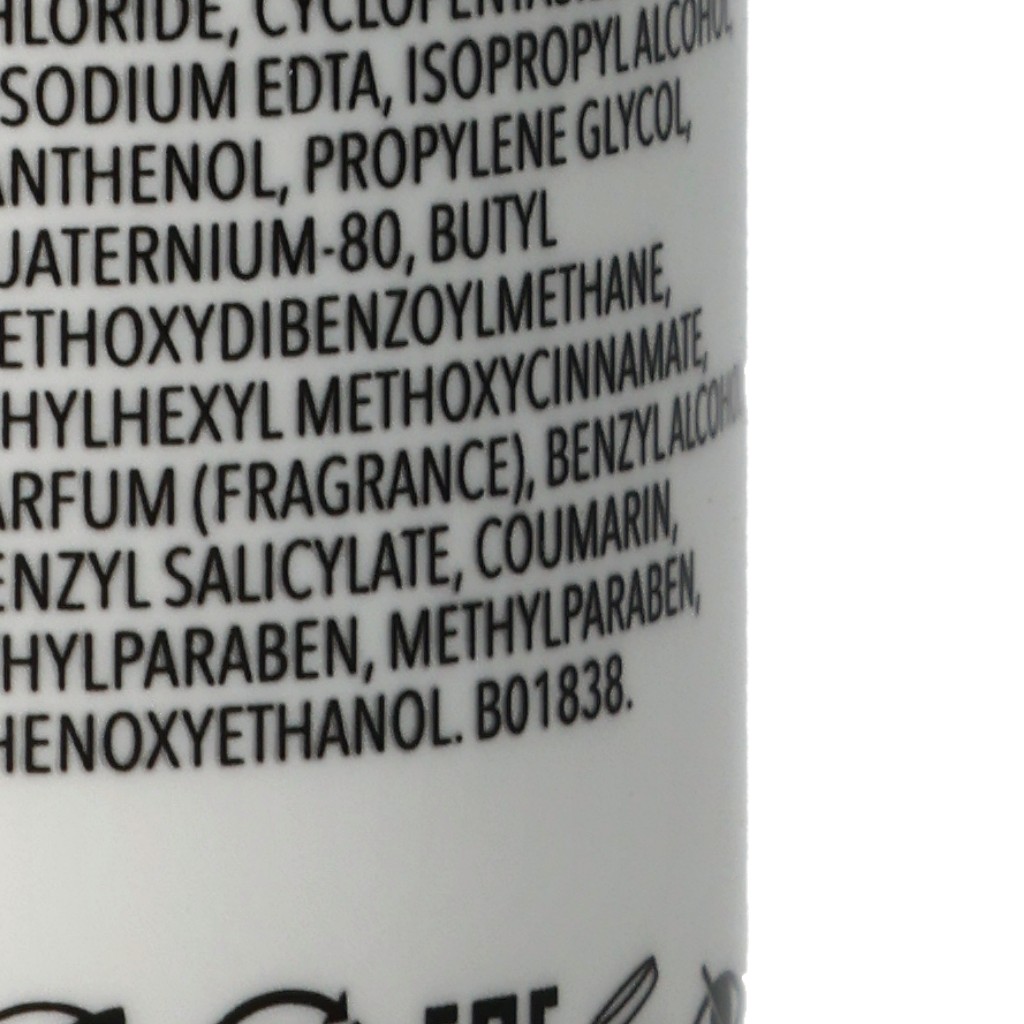 HLORIDE, CYCLOPENTASI
SODIUM EDTA, ISOPROPYL ALCOHOL
ANTHENOL, PROPYLENE GLYCOL,
UATERNIUM-80, BUTYL
ETHOXYDIBENZOYLMETHANE,
HYLHEXYL METHOXYCINNAMATE,
ARFUM (FRAGRANCE), BENZYL ALCOHOL
ENZYL SALICYLATE, COUMARIN,
HYLPARABEN, METHYLPARABEN,
HENOXYETHANOL. B01838.